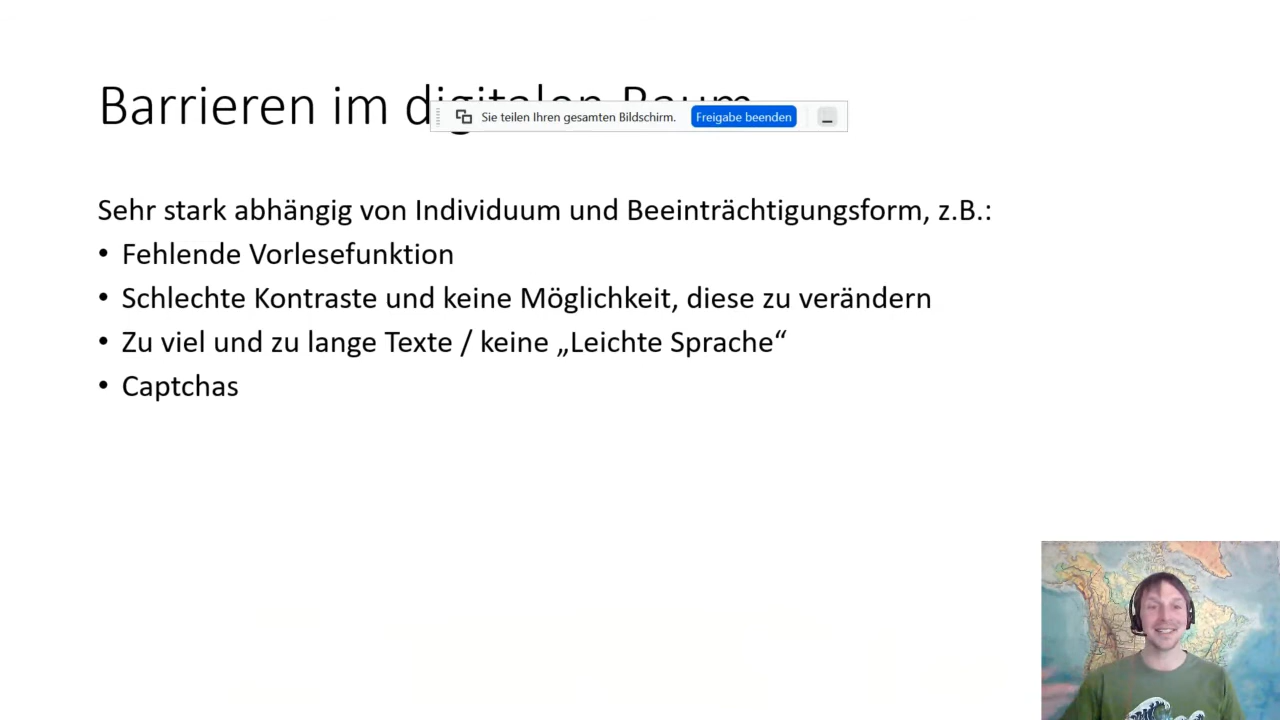 Barrieren im digitalen Raum
Sie teilen Ihren gesamten Bildschirm. Freigabe beenden
Sehr stark abhängig von Individuum und Beeinträchtigungsform, z.B.:
• Fehlende Vorlesefunktion
• Schlechte Kontraste und keine Möglichkeit, diese zu verändern
• Zu viel und zu lange Texte / keine „Leichte Sprache“
• Captchas